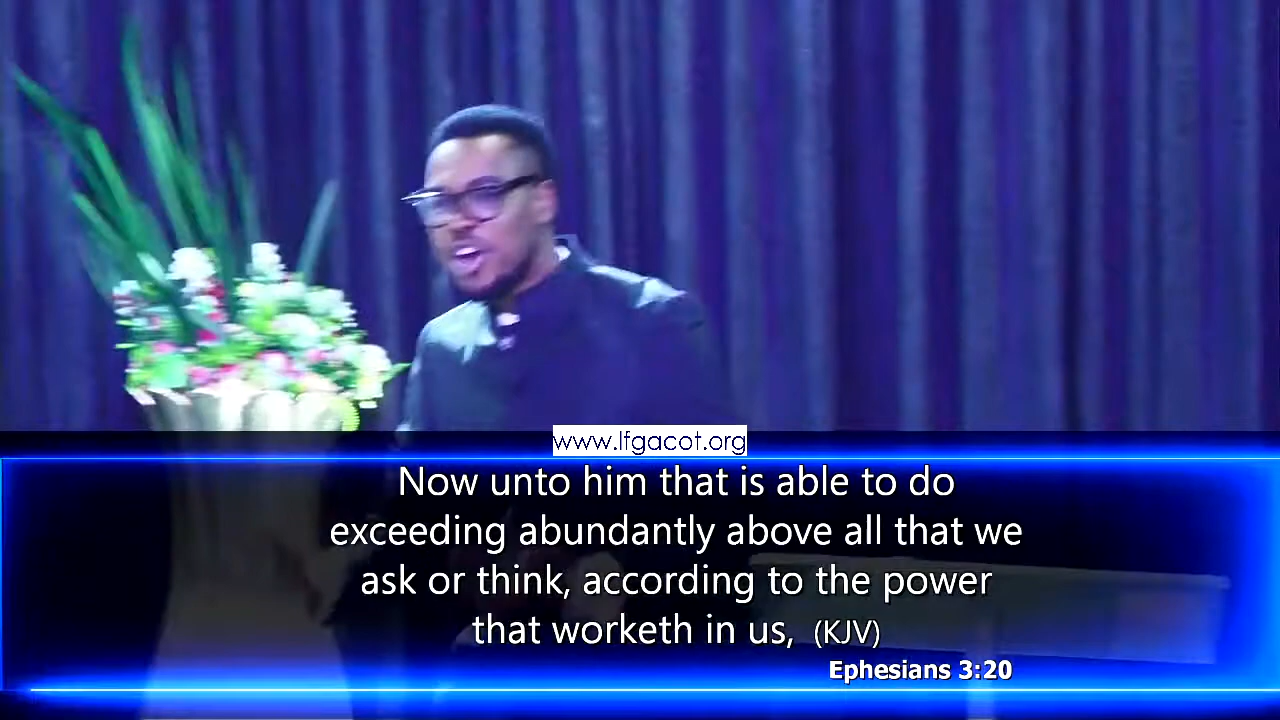 www.lfgacot.org
Now unto him that is able to do
exceeding abundantly above all that we
ask or think, according to the power
that worketh in us, (KJV)
Ephesians 3:20